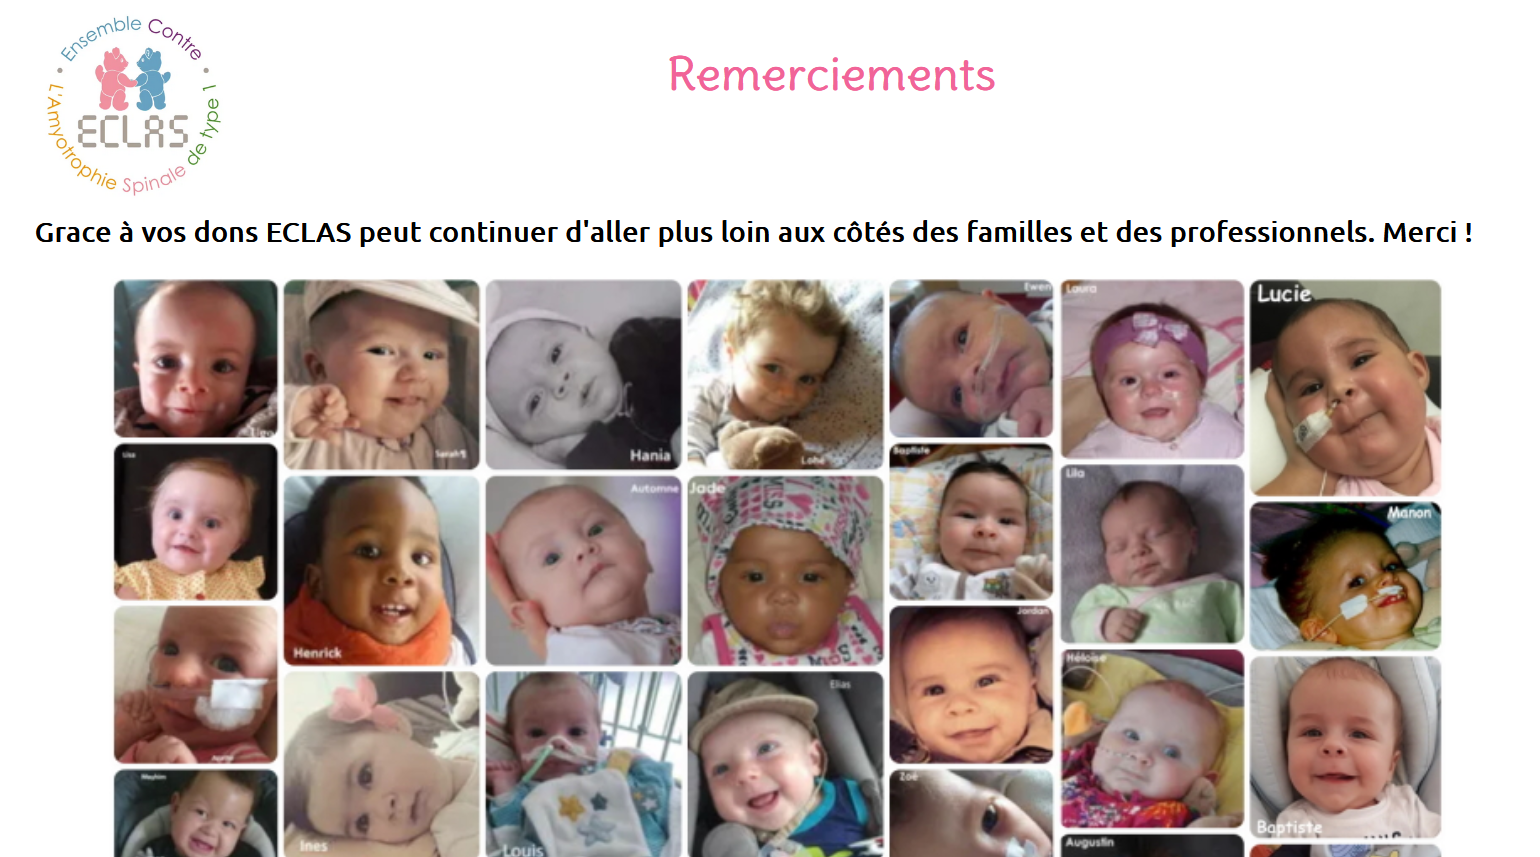 Ensemble Contre
L'Amyotrophie Spinale de type 1
ECLAS
Remerciements
Grace à vos dons ECLAS peut continuer d'aller plus loin aux côtés des familles et des professionnels. Merci !
Ewen
Laura
Lucie
Sarah
Hania
Lohé
Lisa
Automne
Jade
Baptiste
Lila
Manon
Henrick
Jordan
Héloïse
Elias
Zoé
Ines
Louis
Baptiste
Augustin